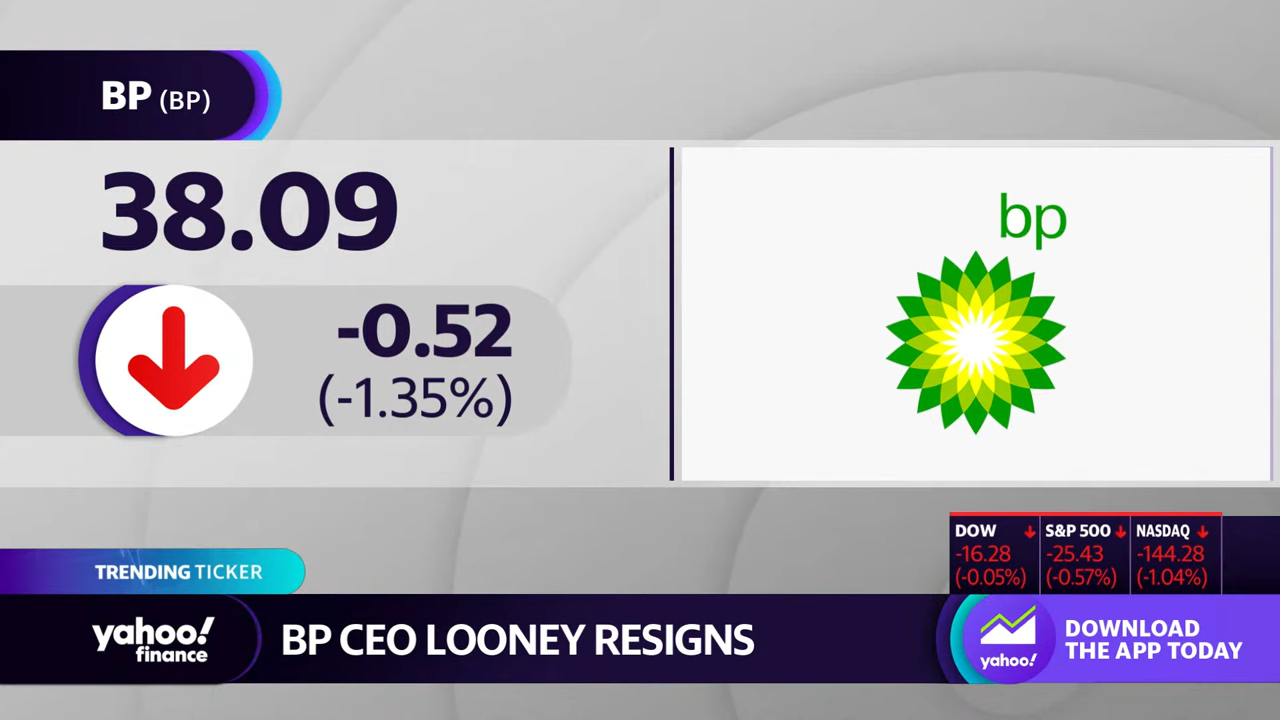 BP (BP)
38.09
-0.52
(-1.35%)
bp
DOW
-16.28
(-0.05%)
S&P 500
-25.43
(-0.57%)
NASDAQ
-144.28
(-1.04%)
TRENDING TICKER
yahoo!
finance
BP CEO LOONEY RESIGNS
yahoo!
DOWNLOAD
THE APP TODAY